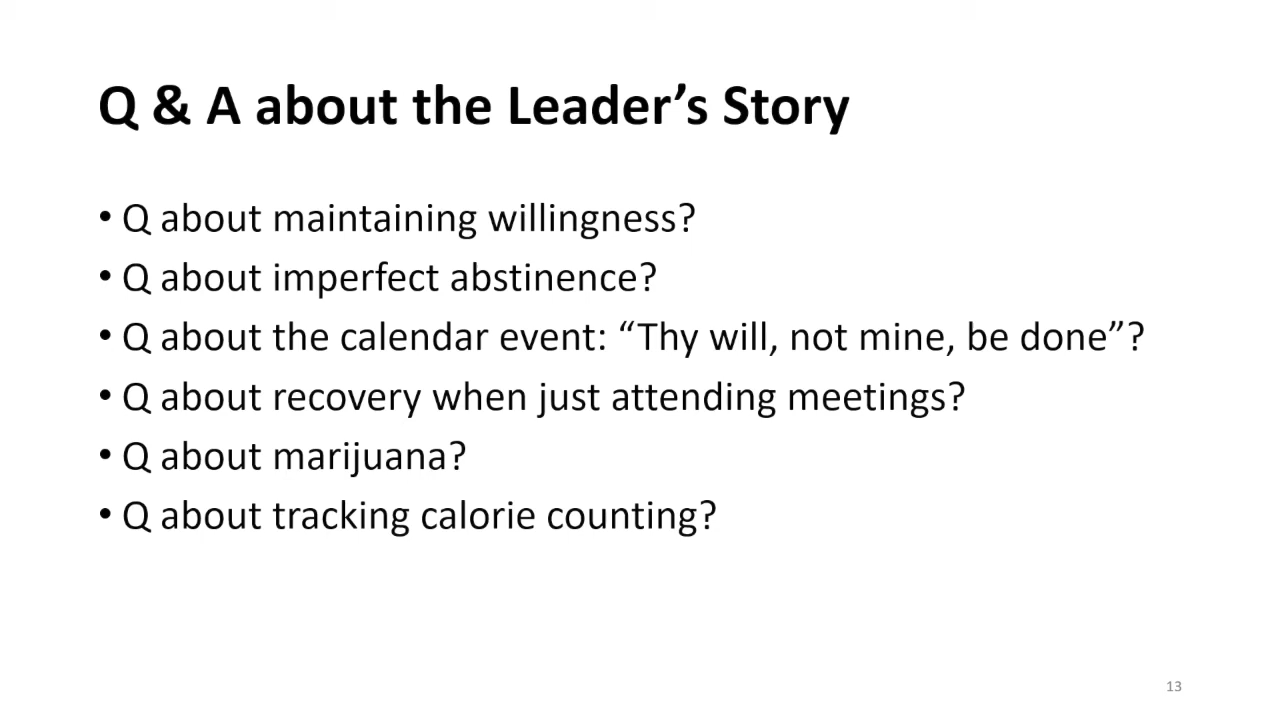 Q & A about the Leader’s Story
• Q about maintaining willingness?
• Q about imperfect abstinence?
• Q about the calendar event: “Thy will, not mine, be done”?
• Q about recovery when just attending meetings?
• Q about marijuana?
• Q about tracking calorie counting?
13